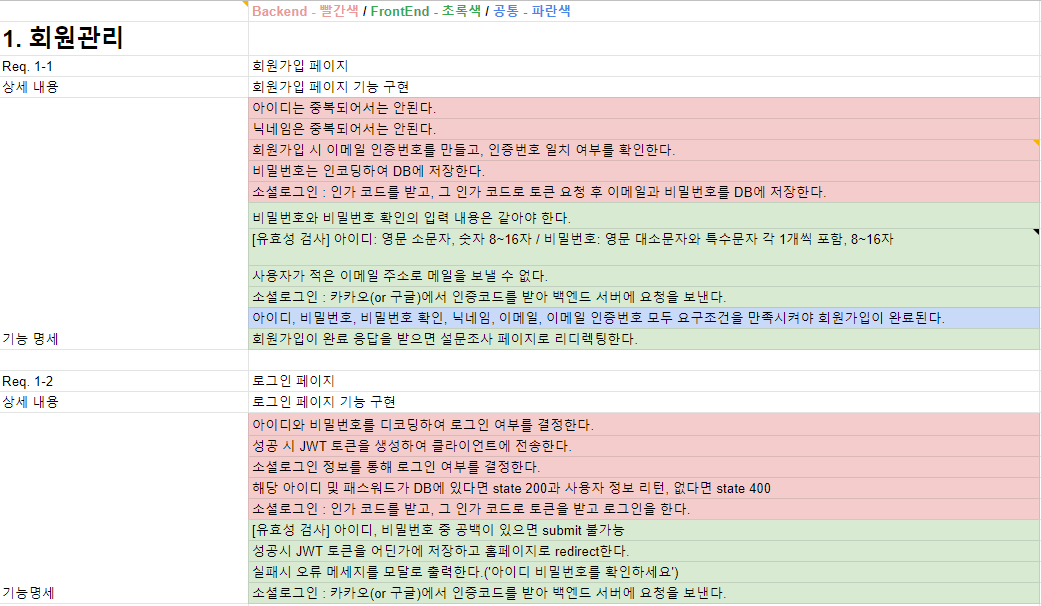 Backend - 빨간색 / FrontEnd - 초록색 / 공통 - 파란색
1. 회원관리
Req. 1-1 회원가입 페이지
상세 내용 회원가입 페이지 기능 구현
아이디는 중복되어서는 안된다.
닉네임은 중복되어서는 안된다.
회원가입 시 이메일 인증번호를 만들고, 인증번호 일치 여부를 확인한다.
비밀번호는 인코딩하여 DB에 저장한다.
소셜로그인 : 인가 코드를 받고, 그 인가 코드로 토큰 요청 후 이메일과 비밀번호를 DB에 저장한다.
비밀번호와 비밀번호 확인의 입력 내용은 같아야 한다.
[유효성 검사] 아이디: 영문 소문자, 숫자 8~16자 / 비밀번호: 영문 대소문자와 특수문자 각 1개씩 포함, 8~16자
사용자가 적은 이메일 주소로 메일을 보낼 수 없다.
소셜로그인 : 카카오(or 구글)에서 인증코드를 받아 백엔드 서버에 요청을 보낸다.
아이디, 비밀번호, 비밀번호 확인, 닉네임, 이메일, 이메일 인증번호 모두 요구조건을 만족시켜야 회원가입이 완료된다.
기능 명세 회원가입이 완료 응답을 받으면 설문조사 페이지로 리디렉팅한다.
Req. 1-2 로그인 페이지
상세 내용 로그인 페이지 기능 구현
아이디와 비밀번호를 디코딩하여 로그인 여부를 결정한다.
성공 시 JWT 토큰을 생성하여 클라이언트에 전송한다.
소셜로그인 정보를 통해 로그인 여부를 결정한다.
해당 아이디 및 패스워드가 DB에 있다면 state 200과 사용자 정보 리턴, 없다면 state 400
소셜로그인 : 인가 코드를 받고, 그 인가 코드로 토큰을 받고 로그인을 한다.
[유효성 검사] 아이디, 비밀번호 중 공백이 있으면 submit 불가능
성공시 JWT 토큰을 어딘가에 저장하고 홈페이지로 redirect한다.
실패시 오류 메세지를 모달로 출력한다.('아이디 비밀번호를 확인하세요')
기능명세 소셜로그인 : 카카오(or 구글)에서 인증코드를 받아 백엔드 서버에 요청을 보낸다.